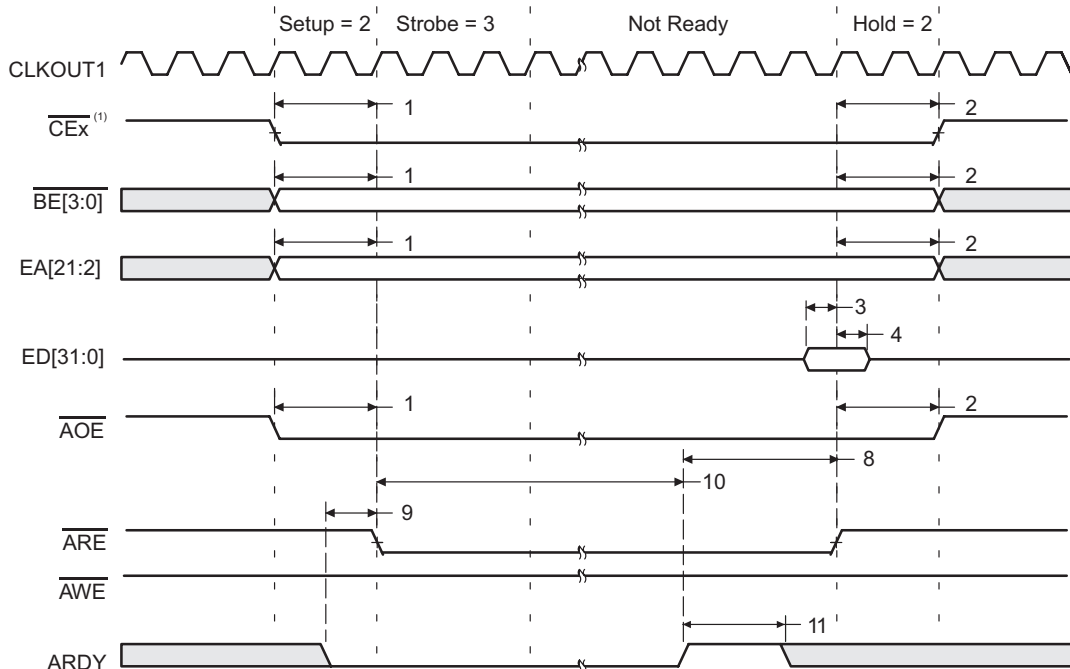 Setup = 2 Strobe = 3 Not Ready Hold = 2
CLKOUT1
CEx (1) 1 2
BE[3:0] 1 2
EA[21:2] 1 2
3
ED[31:0] 4
AOE 1 2
8
10
9
ARE
AWE
11
ARDY